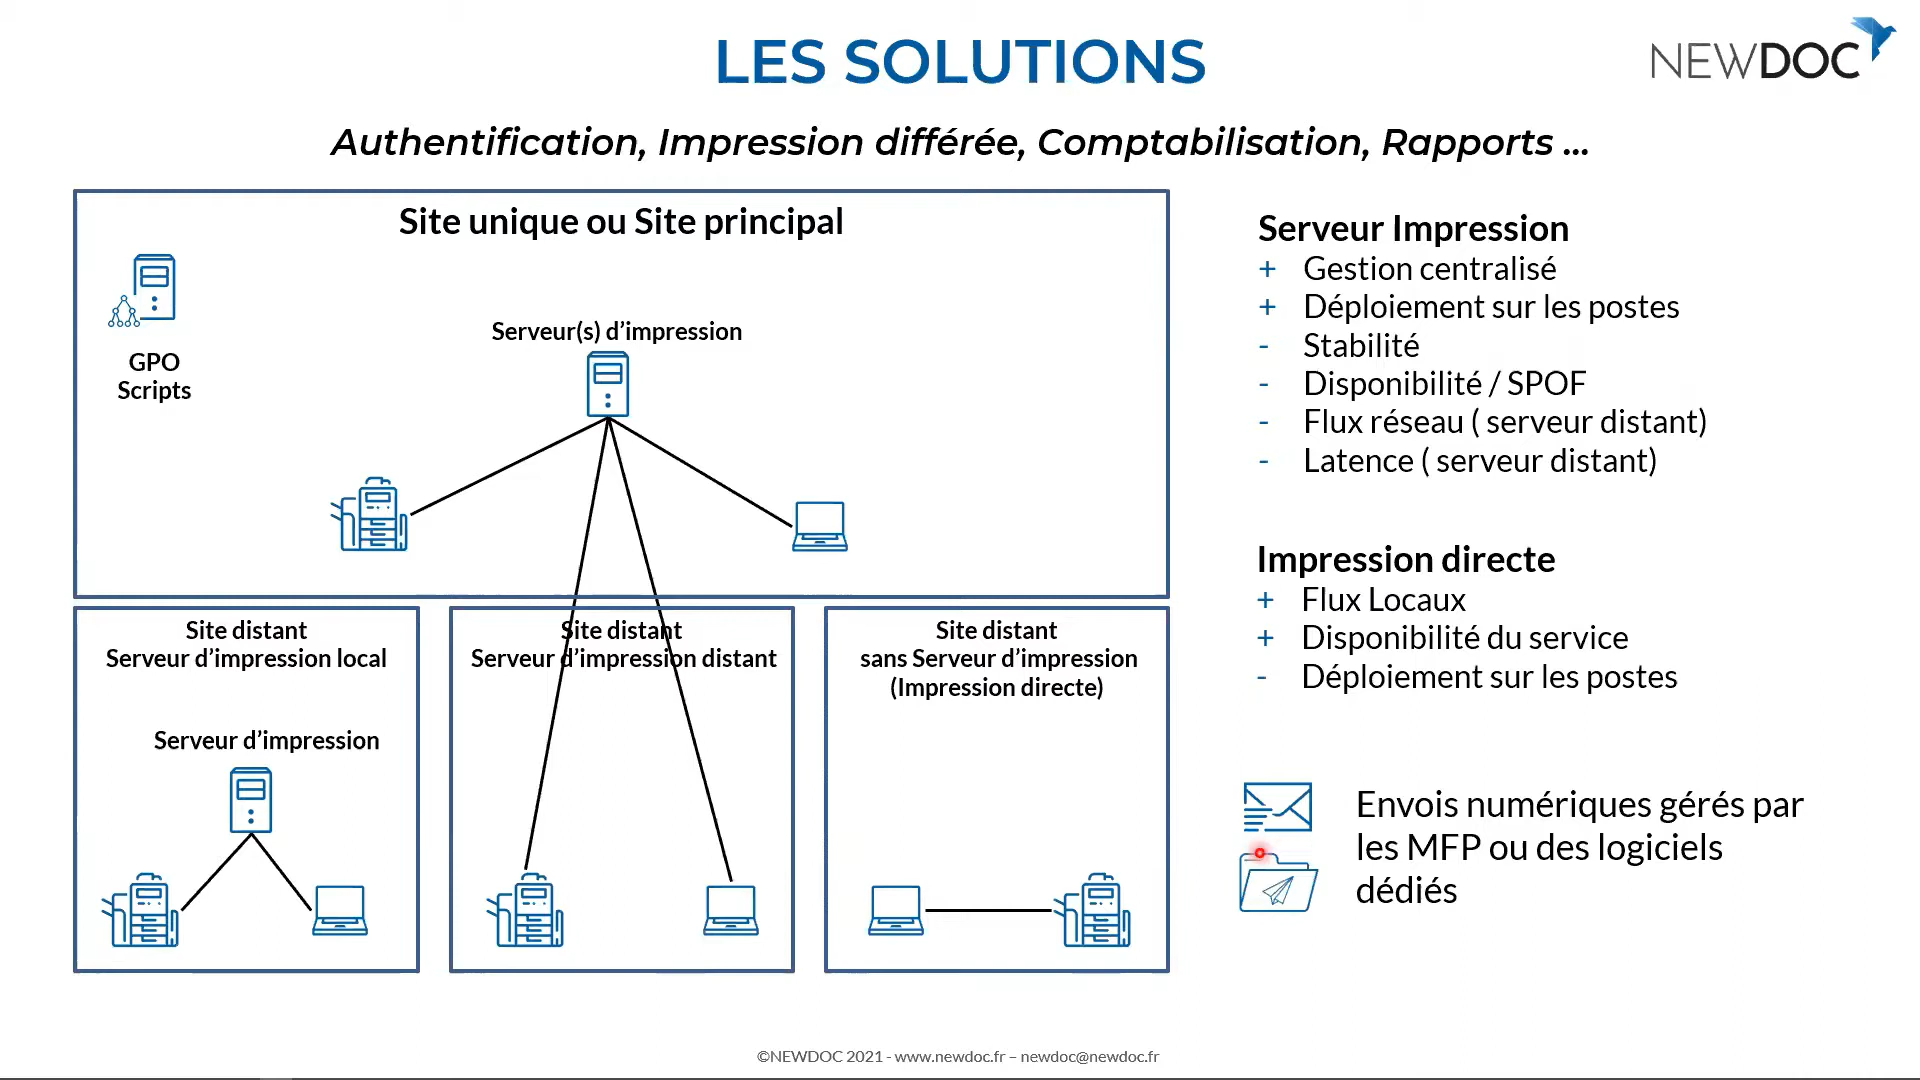 LES SOLUTIONS
NEWDOC
Authentification, Impression différée, Comptabilisation, Rapports ...
Site unique ou Site principal
GPO
Scripts
Serveur(s) d’impression
Site distant
Serveur d’impression local
Serveur d’impression
Site distant
Serveur d’impression distant
Site distant
sans Serveur d’impression
(Impression directe)
Serveur Impression
+ Gestion centralisé
+ Déploiement sur les postes
- Stabilité
- Disponibilité / SPOF
- Flux réseau ( serveur distant)
- Latence ( serveur distant)
Impression directe
+ Flux Locaux
+ Disponibilité du service
- Déploiement sur les postes
Envois numériques gérés par
les MFP ou des logiciels
dédiés
©NEWDOC 2021 - www.newdoc.fr – newdoc@newdoc.fr